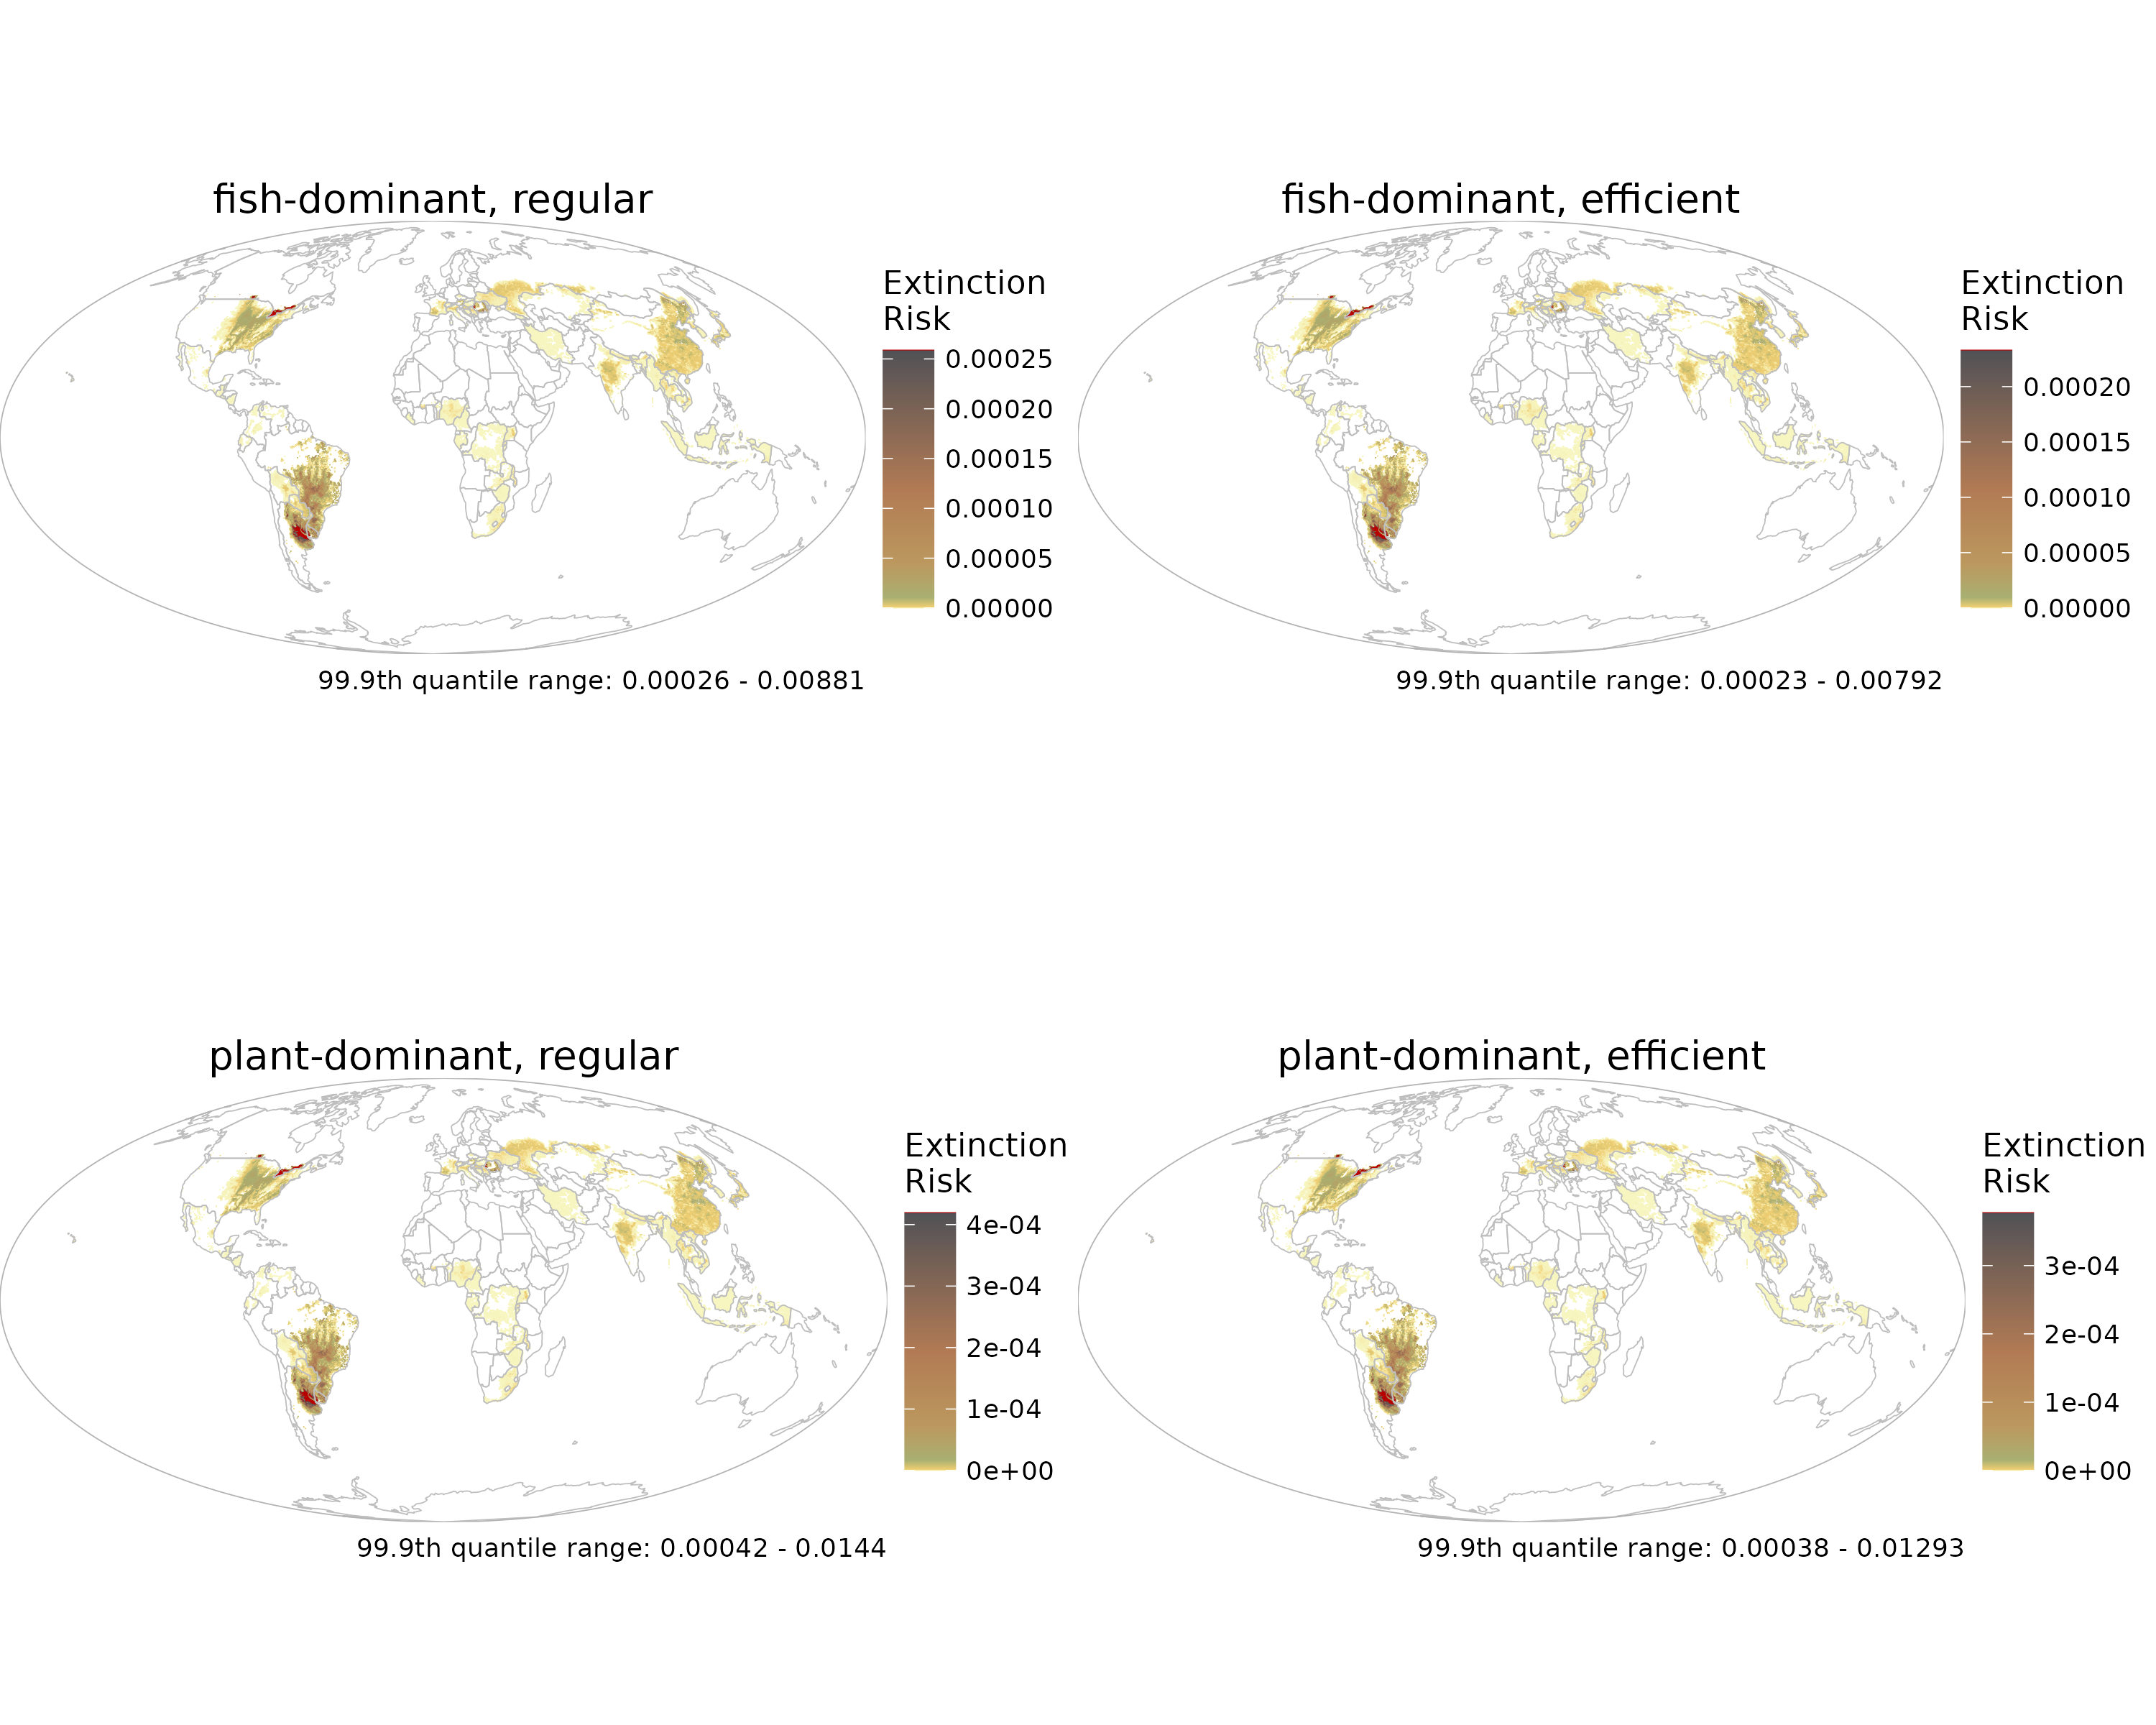 fish-dominant, regular
Extinction
Risk
0.00025
0.00020
0.00015
0.00010
0.00005
0.00000
99.9th quantile range: 0.00026 - 0.00881
fish-dominant, efficient
Extinction
Risk
0.00020
0.00015
0.00010
0.00005
0.00000
99.9th quantile range: 0.00023 - 0.00792
plant-dominant, regular
Extinction
Risk
4e-04
3e-04
2e-04
1e-04
0e+00
99.9th quantile range: 0.00042 - 0.0144
plant-dominant, efficient
Extinction
Risk
3e-04
2e-04
1e-04
0e+00
99.9th quantile range: 0.00038 - 0.01293